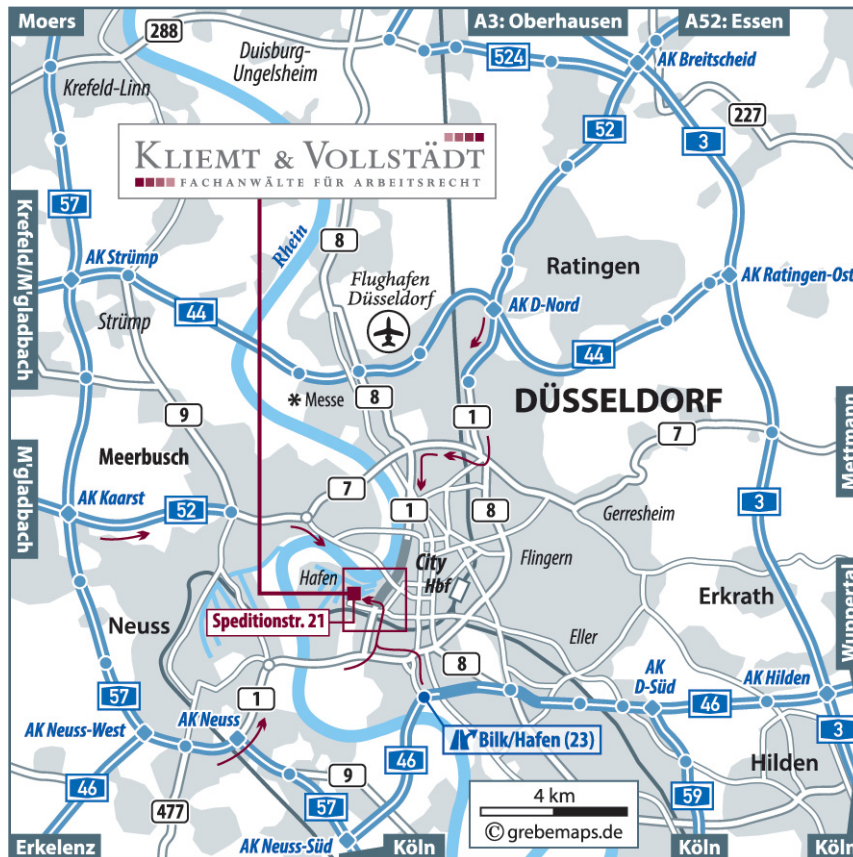 Moers
A3: Oberhausen
A52: Essen
288
Duisburg-
Ungelsheim
524
AK Breitscheid
Krefeld-Linn
52
3
227
KLIEMT & VOLLSTÄDT
FACHANWÄLTE FÜR ARBEITSRECHT
57
Krefeld/M'gladbach
AK Strümp
Rhein
8
Flughafen
Düsseldorf
Ratingen
AK Ratingen-Ost
AK D-Nord
Strümp
44
44
* Messe
8
DÜSSELDORF
9
1
7
Mettmann
Meerbusch
M'gladbach
AK Kaarst
52
7
1
8
3
Gerresheim
City
Hbf
Flingern
Hafen
Erkrath
Wuppertal
Neuss
Speditionstr. 21
Eller
8
AK
D-Süd
AK Hilden
57
1
46
46
AK Neuss-West
AK Neuss
Bilk/Hafen (23)
3
46
9
46
Hilden
477
57
4 km
59
© grebemaps.de
Erkelenz
AK Neuss-Süd
Köln
Köln
Köln